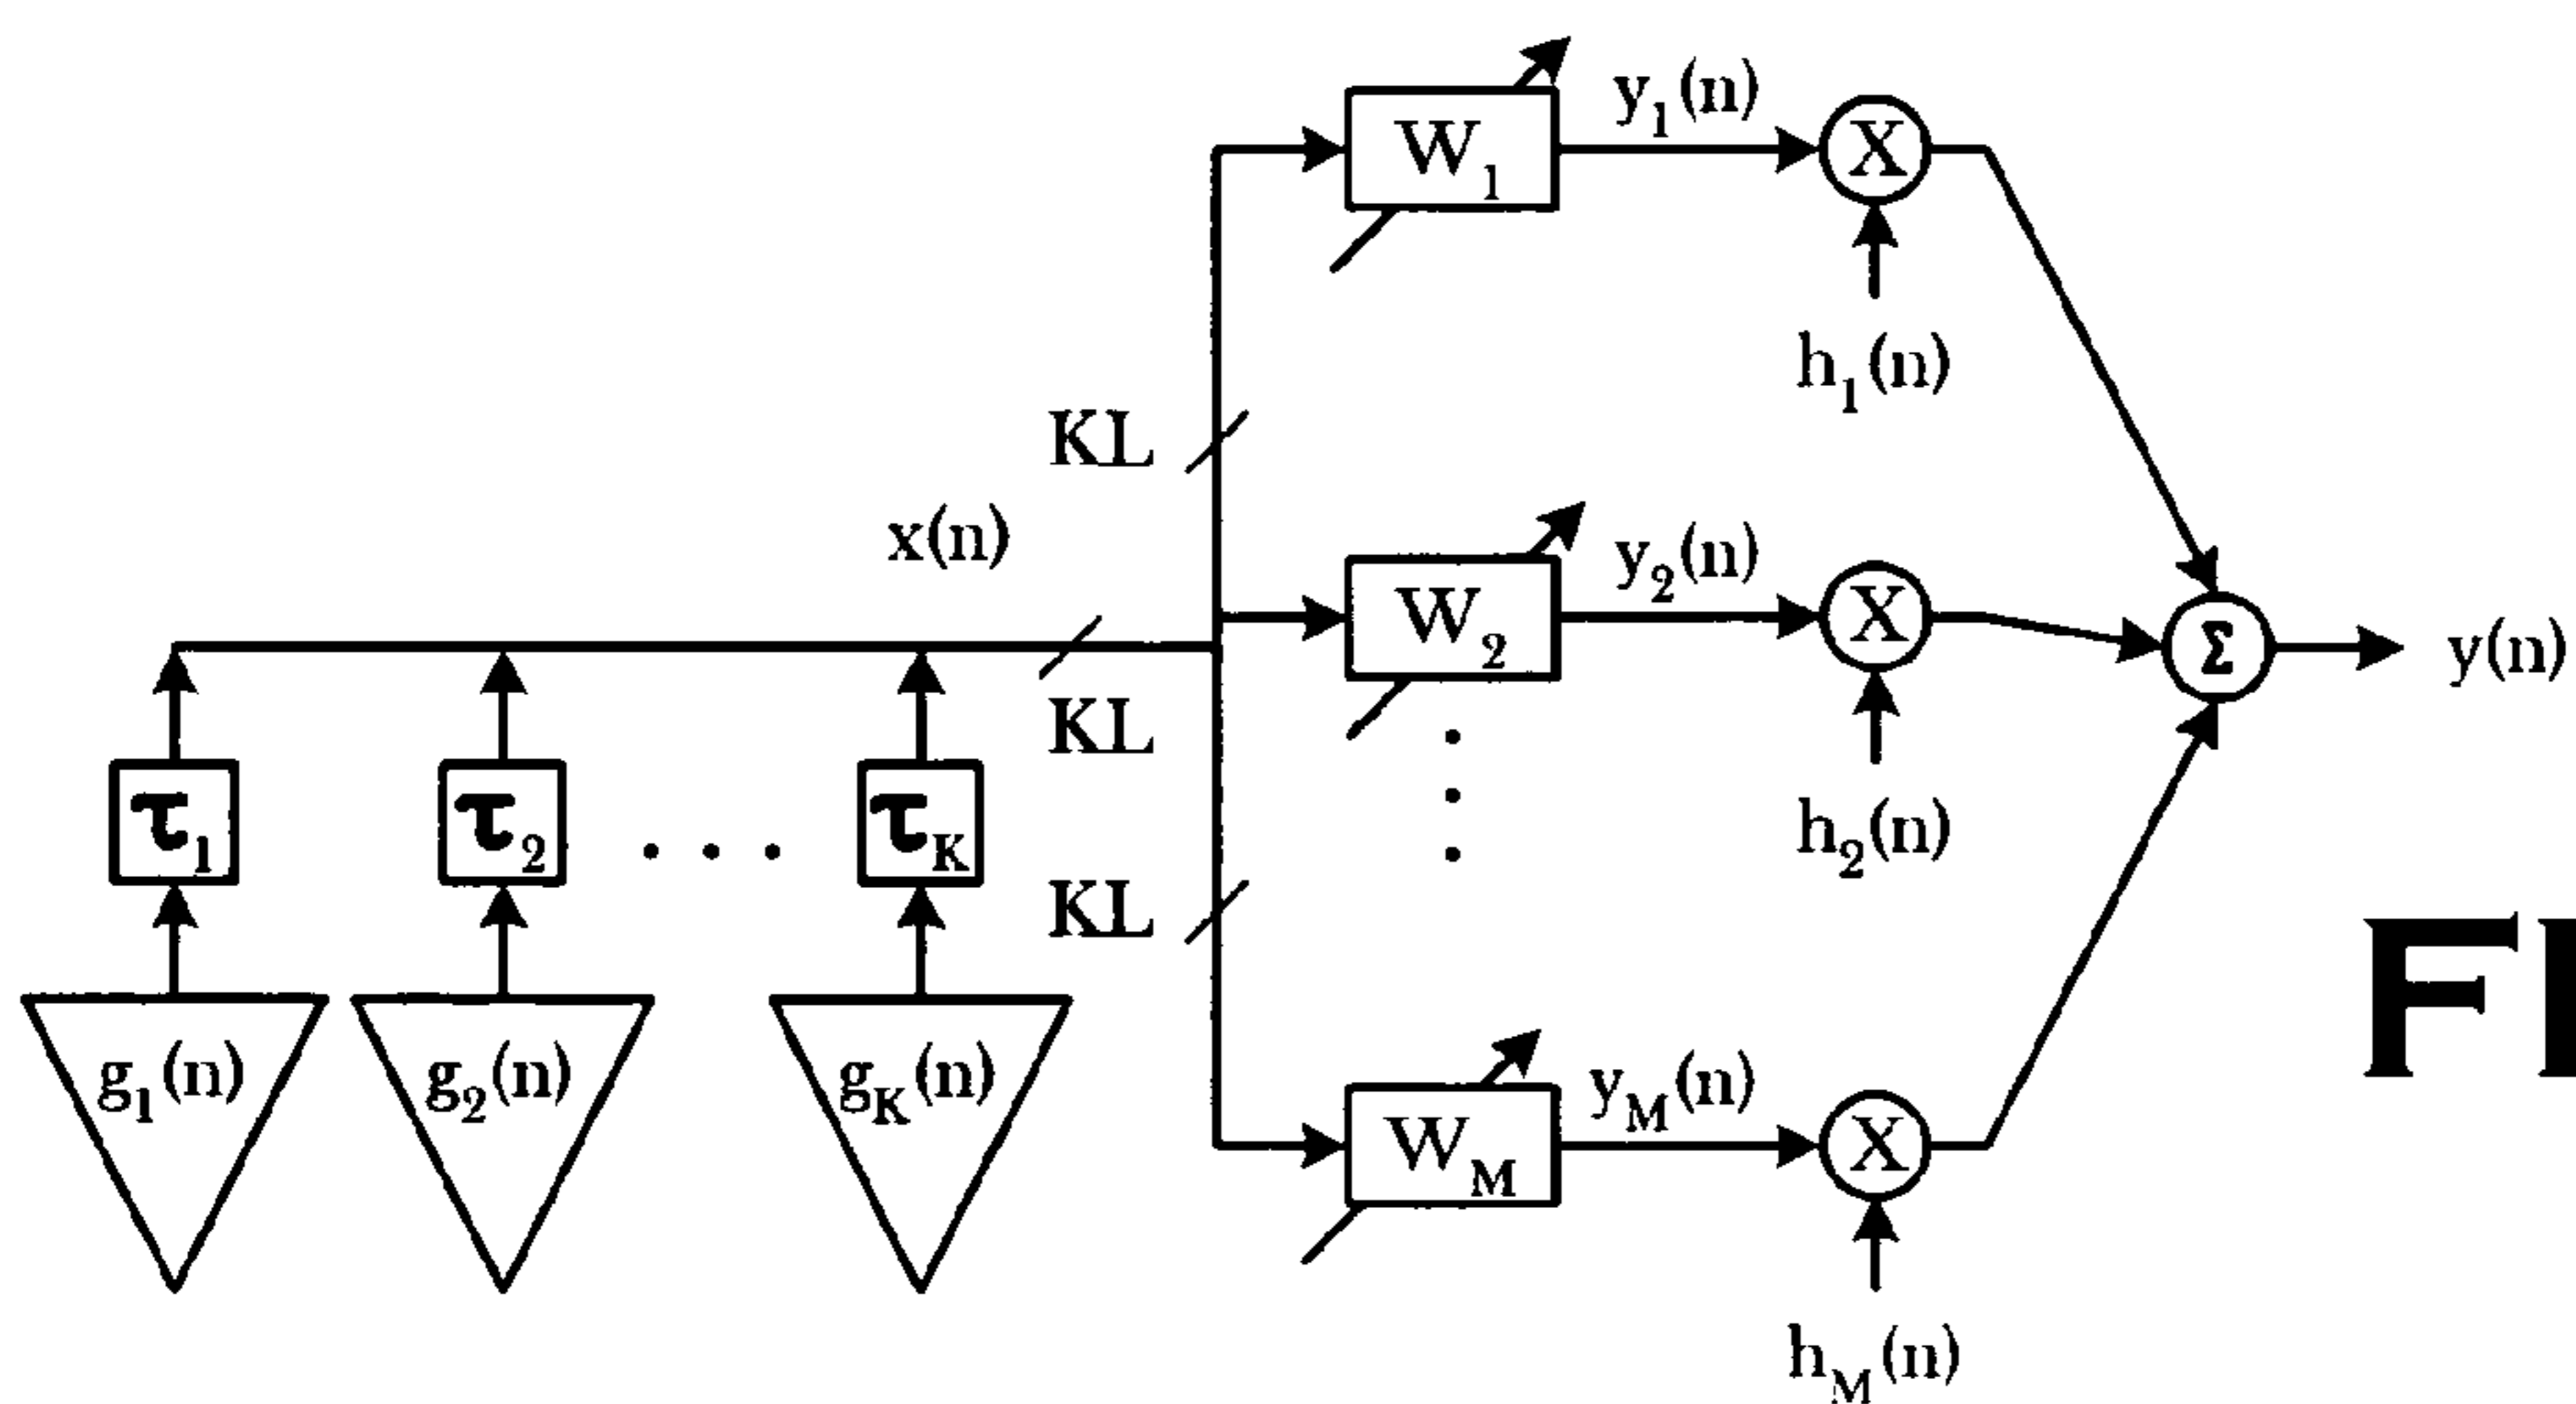 W₁
y₁(n)
X
h₁(n)
KL
x(n)
W₂
y₂(n)
X
Σ
y(n)
KL
h₂(n)
τ₁
τ₂
. . .
τ_K
KL
g₁(n)
g₂(n)
g_K(n)
W_M
y_M(n)
X
h_M(n)